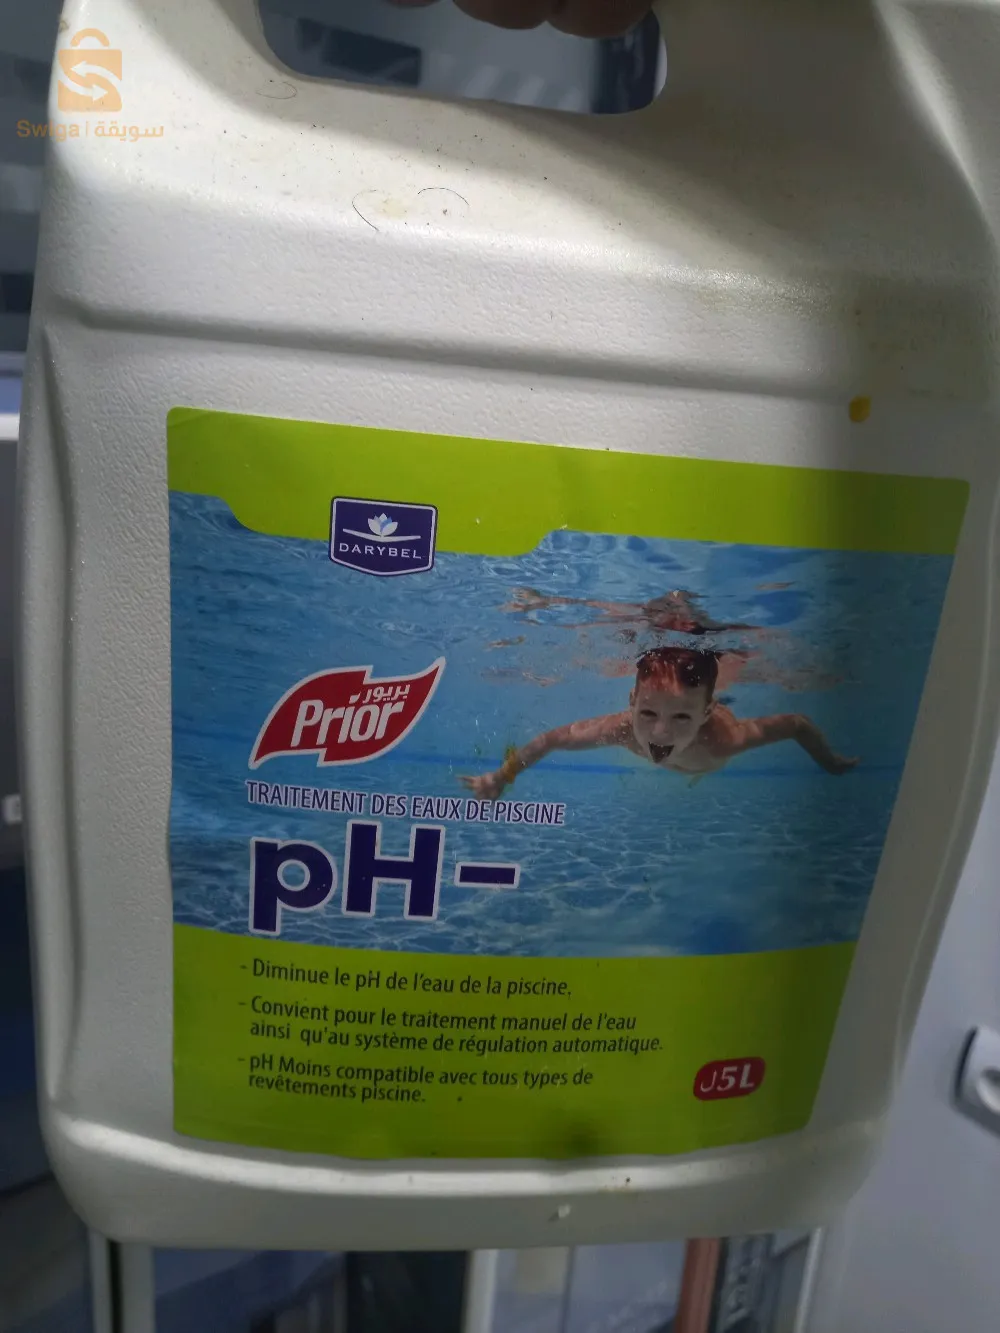 Swiga | سويقة
DARYBEL
بريور
Prior
TRAITEMENT DES EAUX DE PISCINE
pH-
- Diminue le pH de l'eau de la piscine.
- Convient pour le traitement manuel de l'eau
ainsi qu'au système de régulation automatique.
- pH Moins compatible avec tous types de
revêtements piscine.
ل5L